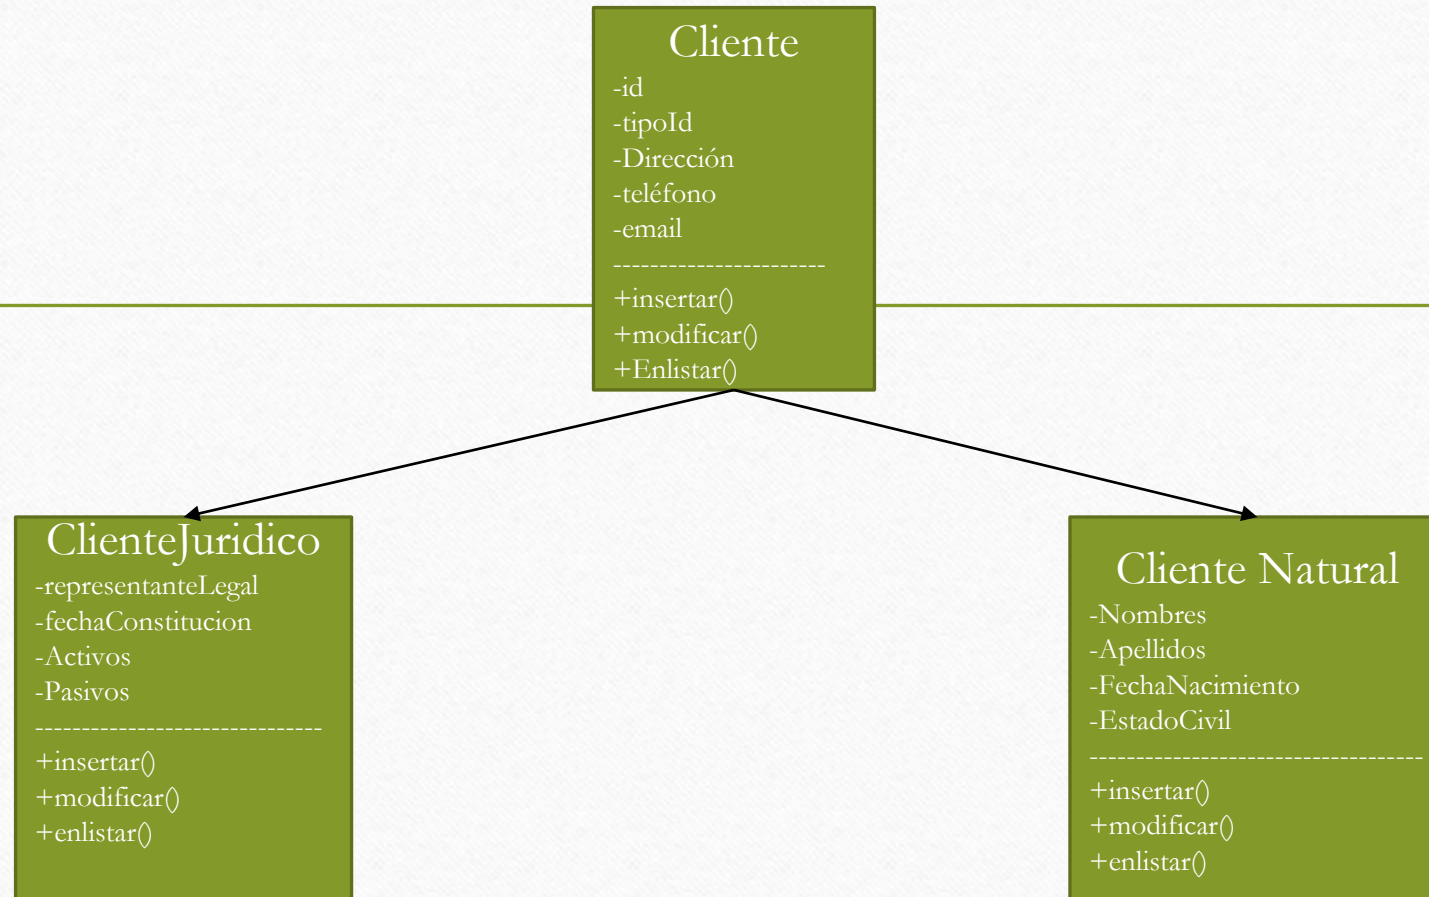 Cliente
-id
-tipoId
-Dirección
-teléfono
-email
-----------------------
+insertar()
+modificar()
+Enlistar()
ClienteJuridico
-representanteLegal
-fechaConstitucion
-Activos
-Pasivos
-------------------------------
+insertar()
+modificar()
+enlistar()
Cliente Natural
-Nombres
-Apellidos
-FechaNacimiento
-EstadoCivil
------------------------------------
+insertar()
+modificar()
+enlistar()